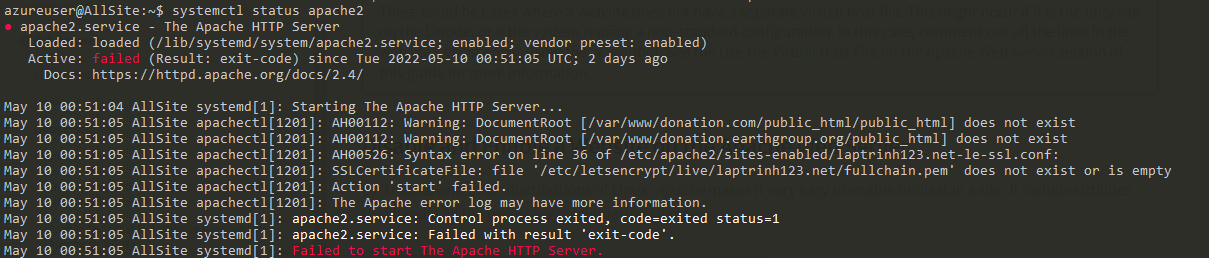 azureuser@AllSite:~$ systemctl status apache2
● apache2.service - The Apache HTTP Server
Loaded: loaded (/lib/systemd/system/apache2.service; enabled; vendor preset: enabled)
Active: failed (Result: exit-code) since Tue 2022-05-10 00:51:05 UTC; 2 days ago
Docs: https://httpd.apache.org/docs/2.4/
May 10 00:51:04 AllSite systemd[1]: Starting The Apache HTTP Server...
May 10 00:51:05 AllSite apachectl[1201]: AH00112: Warning: DocumentRoot [/var/www/donation.com/public_html/public_html] does not exist
May 10 00:51:05 AllSite apachectl[1201]: AH00112: Warning: DocumentRoot [/var/www/donation.earthgroup.org/public_html] does not exist
May 10 00:51:05 AllSite apachectl[1201]: AH00526: Syntax error on line 36 of /etc/apache2/sites-enabled/laptrinh123.net-le-ssl.conf:
May 10 00:51:05 AllSite apachectl[1201]: SSLCertificateFile: file '/etc/letsencrypt/live/laptrinh123.net/fullchain.pem' does not exist or is empty
May 10 00:51:05 AllSite apachectl[1201]: Action 'start' failed.
May 10 00:51:05 AllSite apachectl[1201]: The Apache error log may have more information.
May 10 00:51:05 AllSite systemd[1]: apache2.service: Control process exited, code=exited status=1
May 10 00:51:05 AllSite systemd[1]: apache2.service: Failed with result 'exit-code'.
May 10 00:51:05 AllSite systemd[1]: Failed to start The Apache HTTP Server.